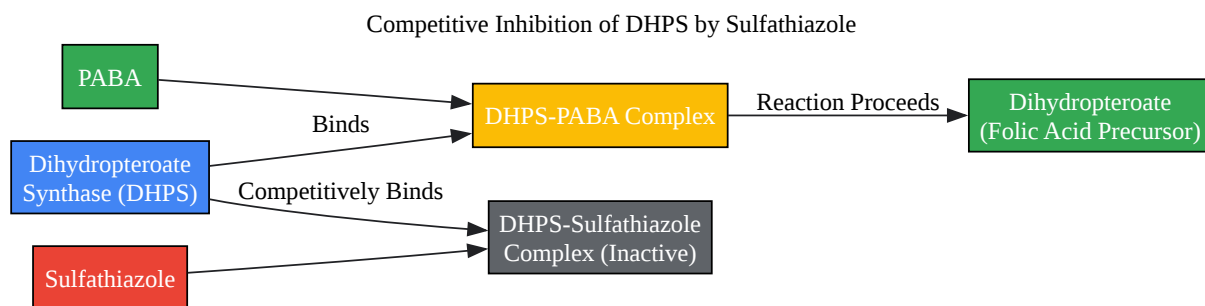 Competitive Inhibition of DHPS by Sulfathiazole
PABA
Binds
DHPS-PABA Complex
Reaction Proceeds
Dihydropteroate
(Folic Acid Precursor)
Dihydropteroate
Synthase (DHPS)
Competitively Binds
DHPS-Sulfathiazole
Complex (Inactive)
Sulfathiazole